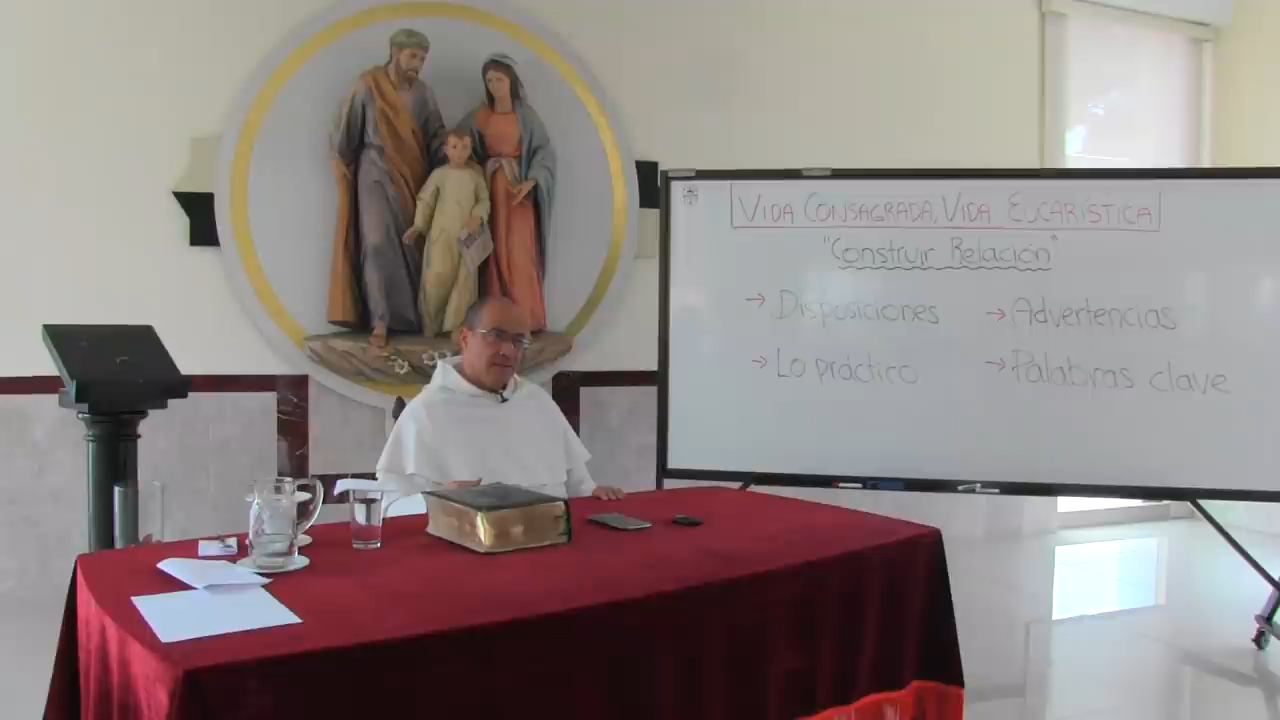 VIDA CONSAGRADA, VIDA EUCARÍSTICA
"Construir Relación"
→ Disposiciones → Advertencias
→ Lo práctico → Palabras clave